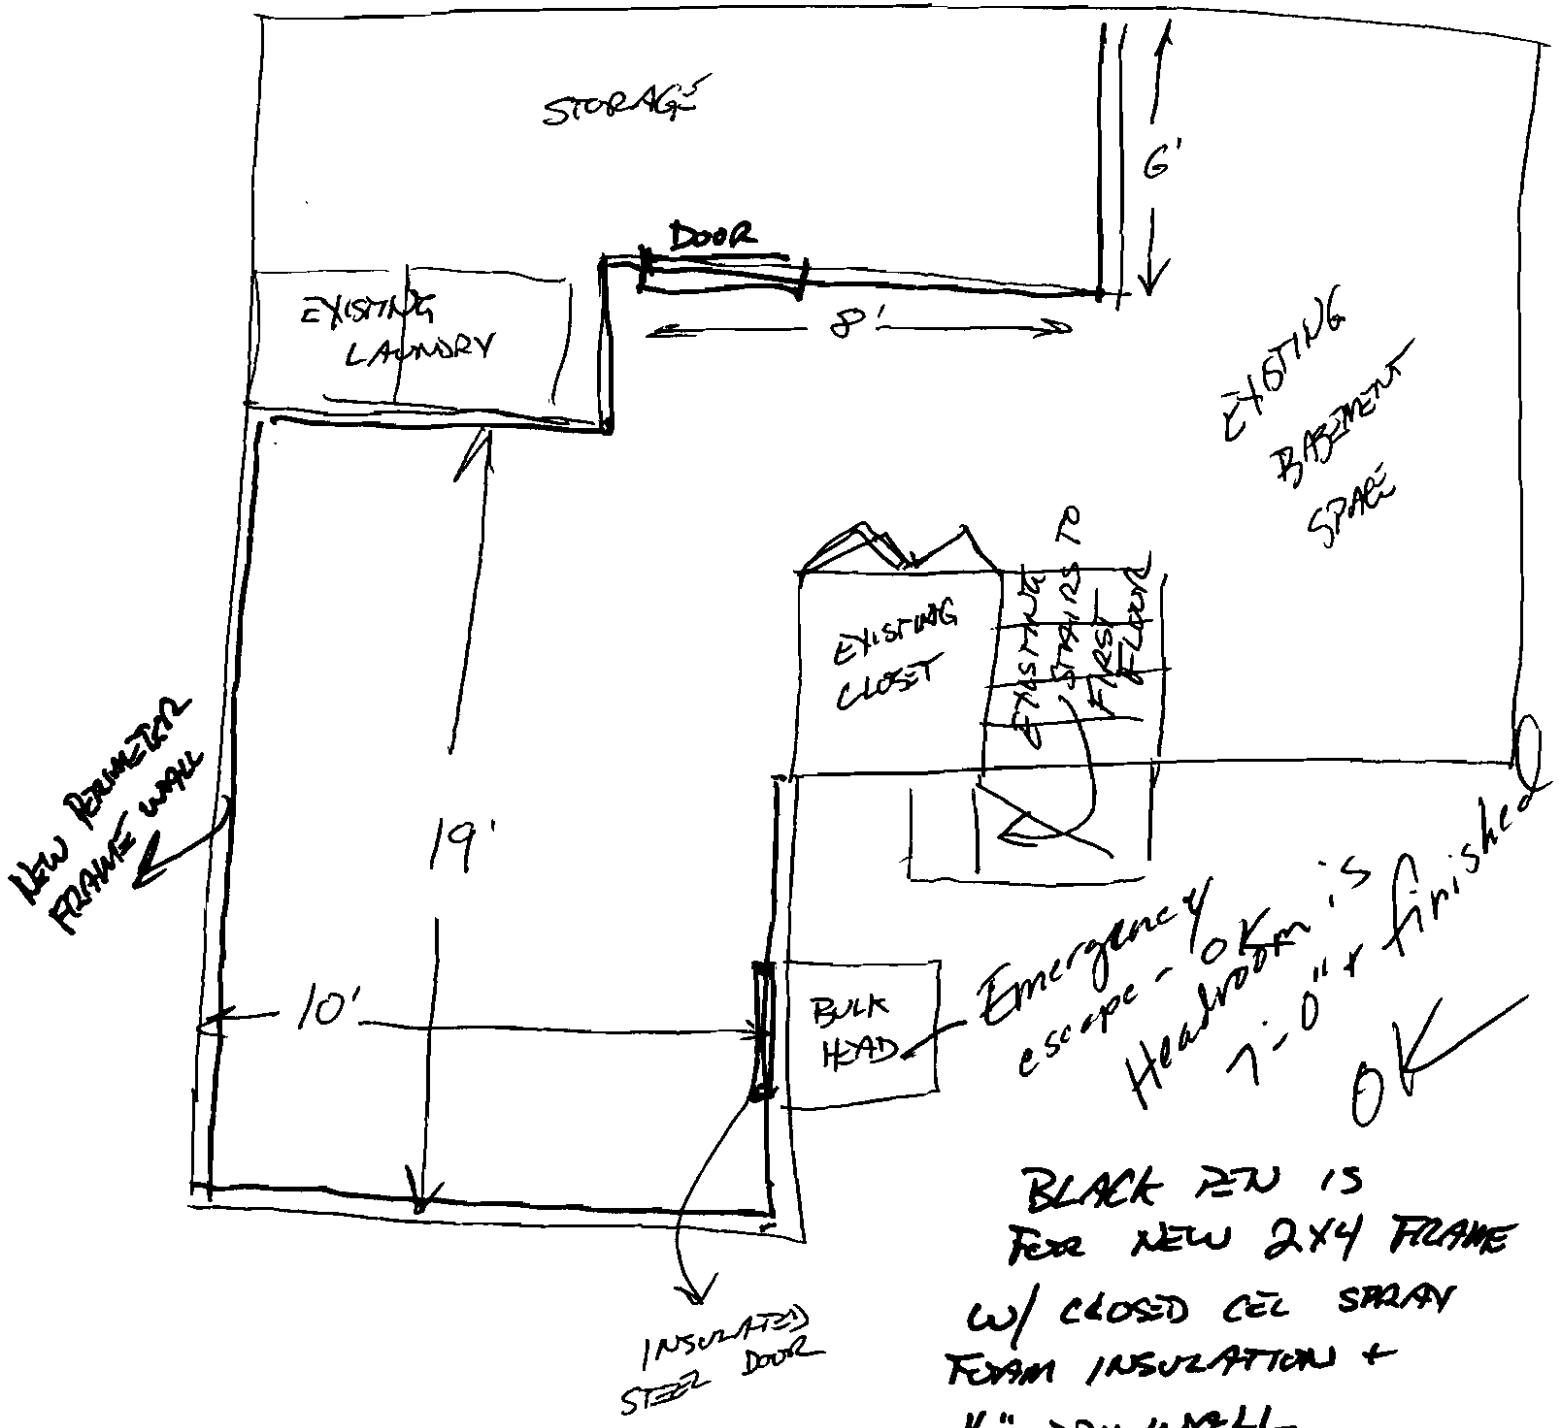 STORAGE
6'
DOOR
8'
EXISTING
LAUNDRY
EXISTING
BASEMENT
SPACE
EXISTING
CLOSET
EXISTING
STAIRS TO
FIRST
FLOOR
NEW PERIMETER
FRAME WALL
19'
10'
BULK
HEAD
Emergency
escape - OK
Headroom is
7'-0"+ finished
OK
INSULATED
STEEL DOOR
BLACK PEN IS
FOR NEW 2X4 FRAME
W/ CLOSED CEL SPRAY
FOAM INSULATION +
DRYWALL